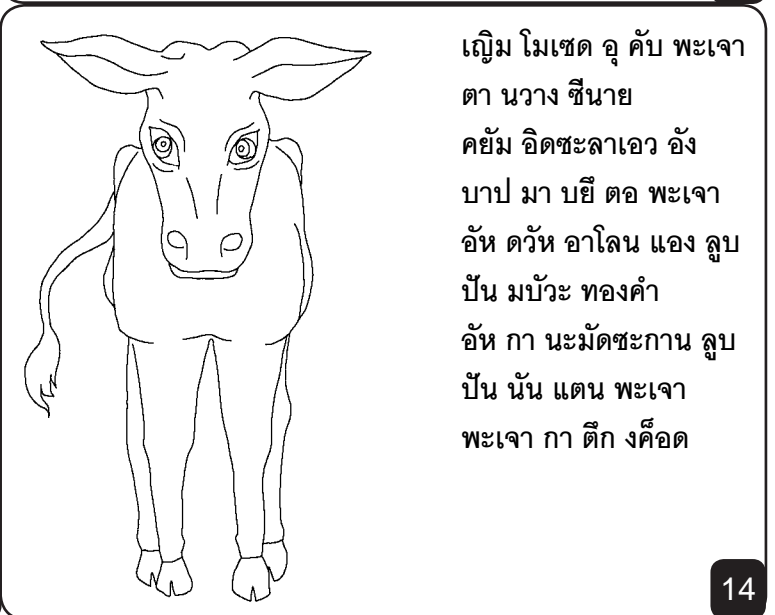 เญิม โมเซด อุ คับ พะเจา
ตา นวาง ซีนาย
คยัม อิดซะลาเอว อัง
บาป มา บยึ ตอ พะเจา
อัห ดวัห อาโลน แอง ลูบ
ปัน มบัวะ ทองคำ
อัห กา นะมัดซะกาน ลูบ
ปัน นัน แตน พะเจา
พะเจา กา ตึก งค็อด
14